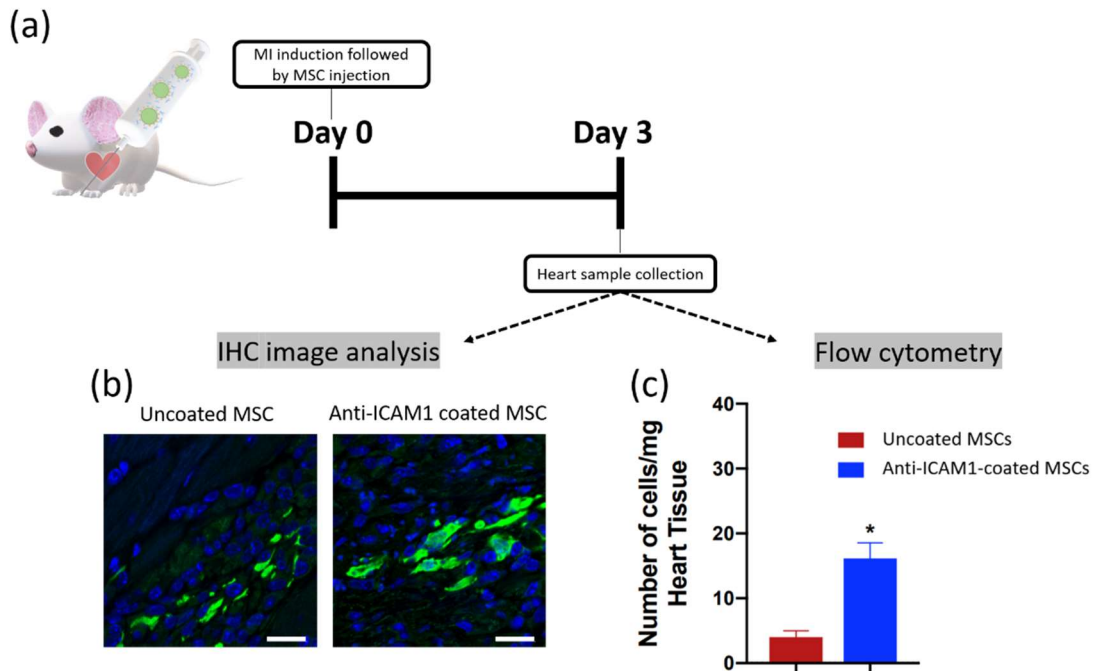 (a)
MI induction followed
by MSC injection
Day 0
Day 3
Heart sample collection
IHC image analysis
Flow cytometry
(b)
Uncoated MSC
Anti-ICAM1 coated MSC
(c)
Number of cells/mg
Heart Tissue
40
30
20
10
0
Uncoated MSCs
Anti-ICAM1-coated MSCs
*